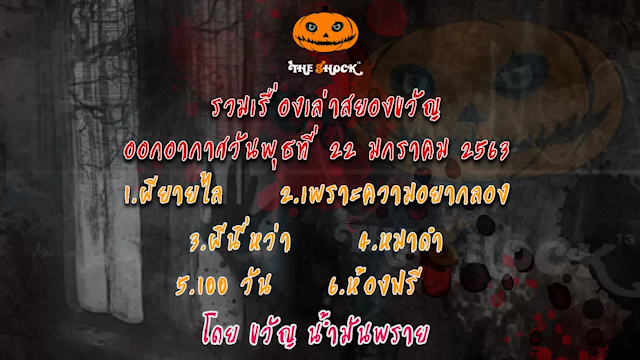 THE SHOCK
รวมเรื่องเล่าสยองขวัญ
ออกอากาศวันพุธที่ 22 มกราคม 2563
1.ผียายไล 2.เพราะความอยากลอง
3.ผีนี่หว่า 4.หมาดำ
5.100 วัน 6.ห้องฟรี
โดย ขวัญ น้ำมันพราย
SHOCK
13